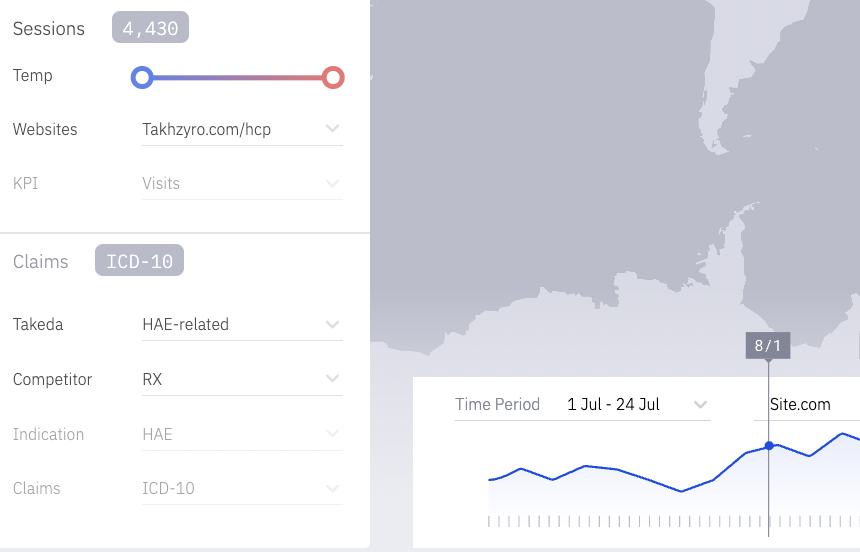 Sessions 4,430
Temp
Websites Takhzyro.com/hcp
KPI Visits
Claims ICD-10
Takeda HAE-related
Competitor RX
Indication HAE
Claims ICD-10
8/1
Time Period 1 Jul - 24 Jul Site.com